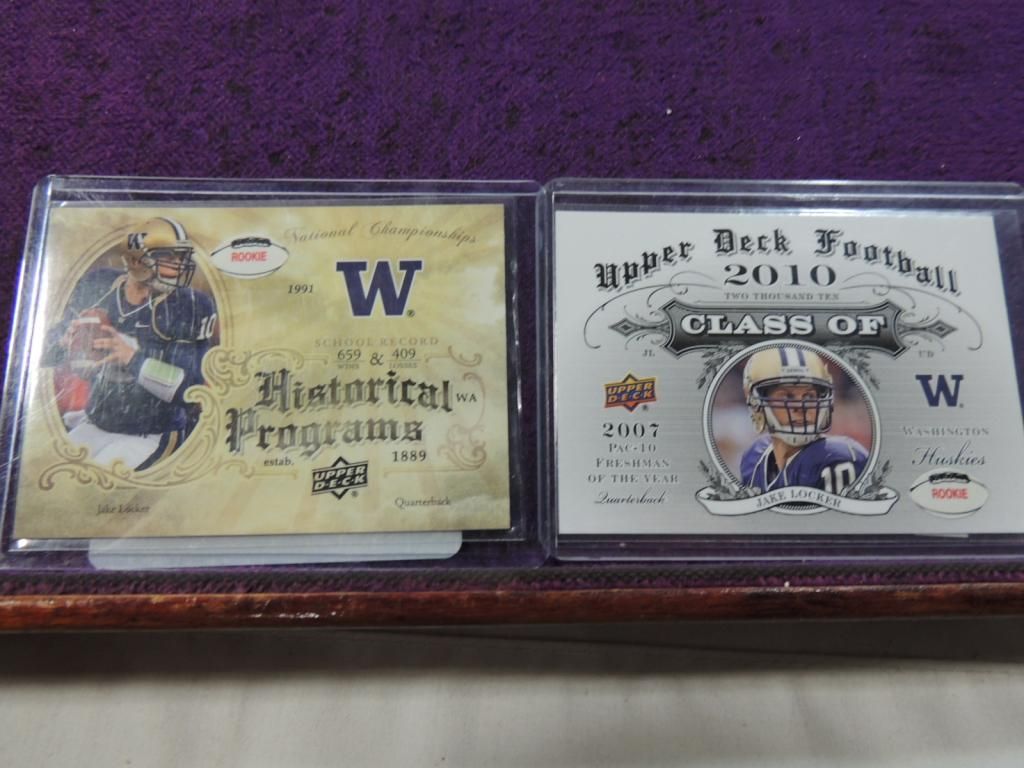 National Championships
ROOKIE
W
1991
W
10
SCHOOL RECORD
659 & 409
WINS LOSSES
Historical
WA
Programs
estab. 1889
UPPER
DECK
Jake Locker
Quarterback
Upper Deck Football
2010
TWO THOUSAND TEN
CLASS OF
JL
UD
UPPER
DECK
W
2007
PAC-10
FRESHMAN
OF THE YEAR
Quarterback
WASHINGTON
Huskies
ROOKIE
10
JAKE LOCKER